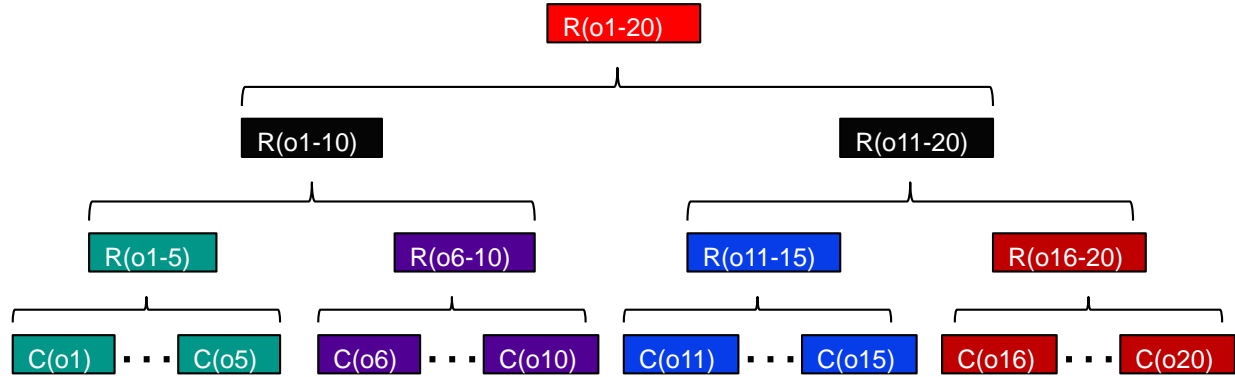 R(o1-20)
R(o1-10)
R(o11-20)
R(o1-5)
R(o6-10)
R(o11-15)
R(o16-20)
C(o1) ... C(o5)
C(o6) ... C(o10)
C(o11) ... C(o15)
C(o16) ... C(o20)